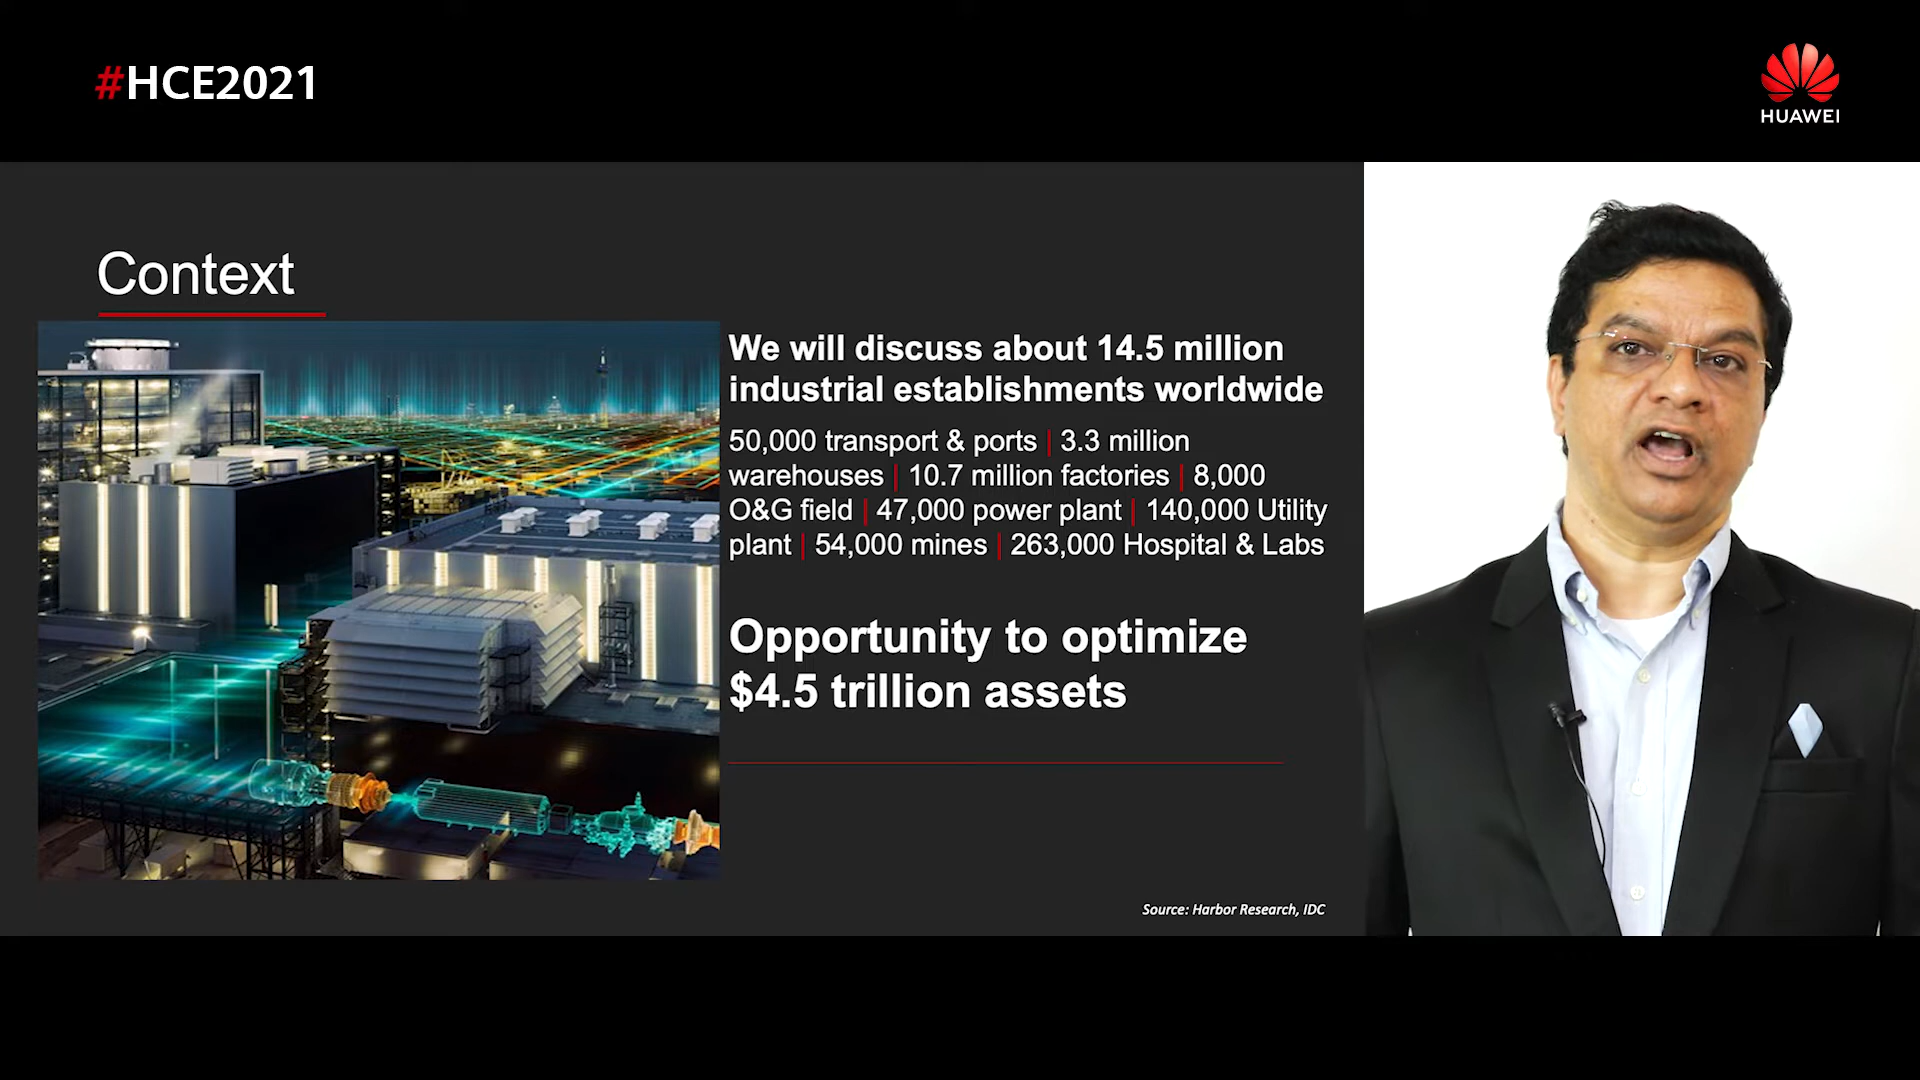 #HCE2021
HUAWEI
Context
We will discuss about 14.5 million
industrial establishments worldwide
50,000 transport & ports | 3.3 million
warehouses | 10.7 million factories | 8,000
O&G field | 47,000 power plant | 140,000 Utility
plant | 54,000 mines | 263,000 Hospital & Labs
Opportunity to optimize
$4.5 trillion assets
Source: Harbor Research, IDC